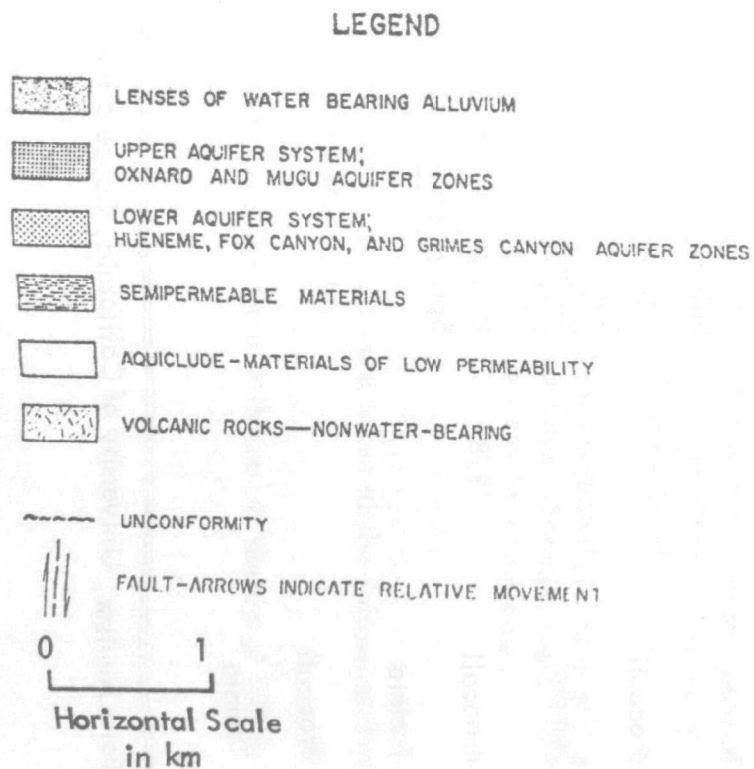 LEGEND
LENSES OF WATER BEARING ALLUVIUM
UPPER AQUIFER SYSTEM;
OXNARD AND MUGU AQUIFER ZONES
LOWER AQUIFER SYSTEM;
HUENEME, FOX CANYON, AND GRIMES CANYON AQUIFER ZONES
SEMIPERMEABLE MATERIALS
AQUICLUDE-MATERIALS OF LOW PERMEABILITY
VOLCANIC ROCKS—NONWATER-BEARING
UNCONFORMITY
FAULT-ARROWS INDICATE RELATIVE MOVEMENT
0 1
Horizontal Scale
in km